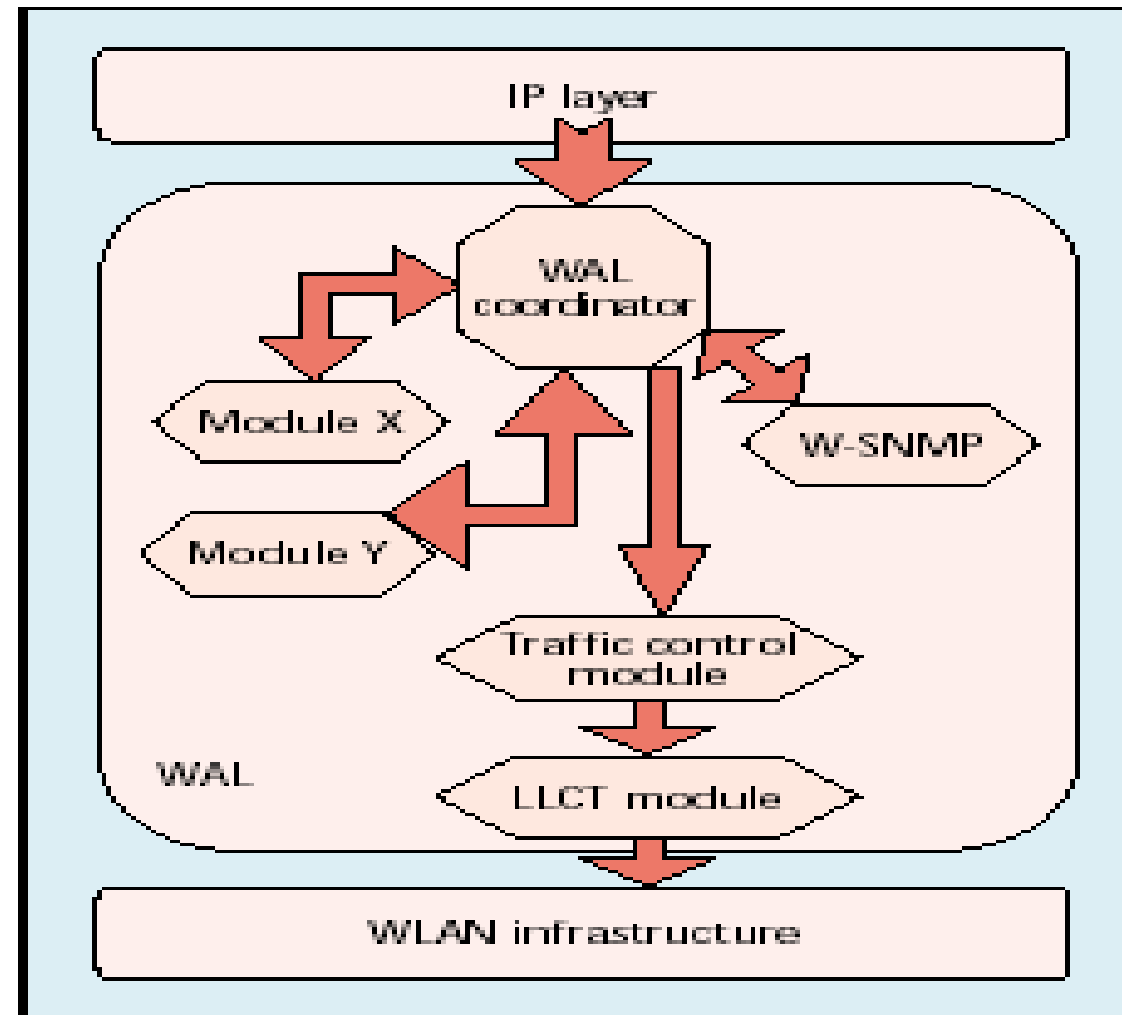 IP layer
WAL
coordinator
Module X
W-SNMP
Module Y
Traffic control
module
WAL
LLCT module
WLAN infrastructure